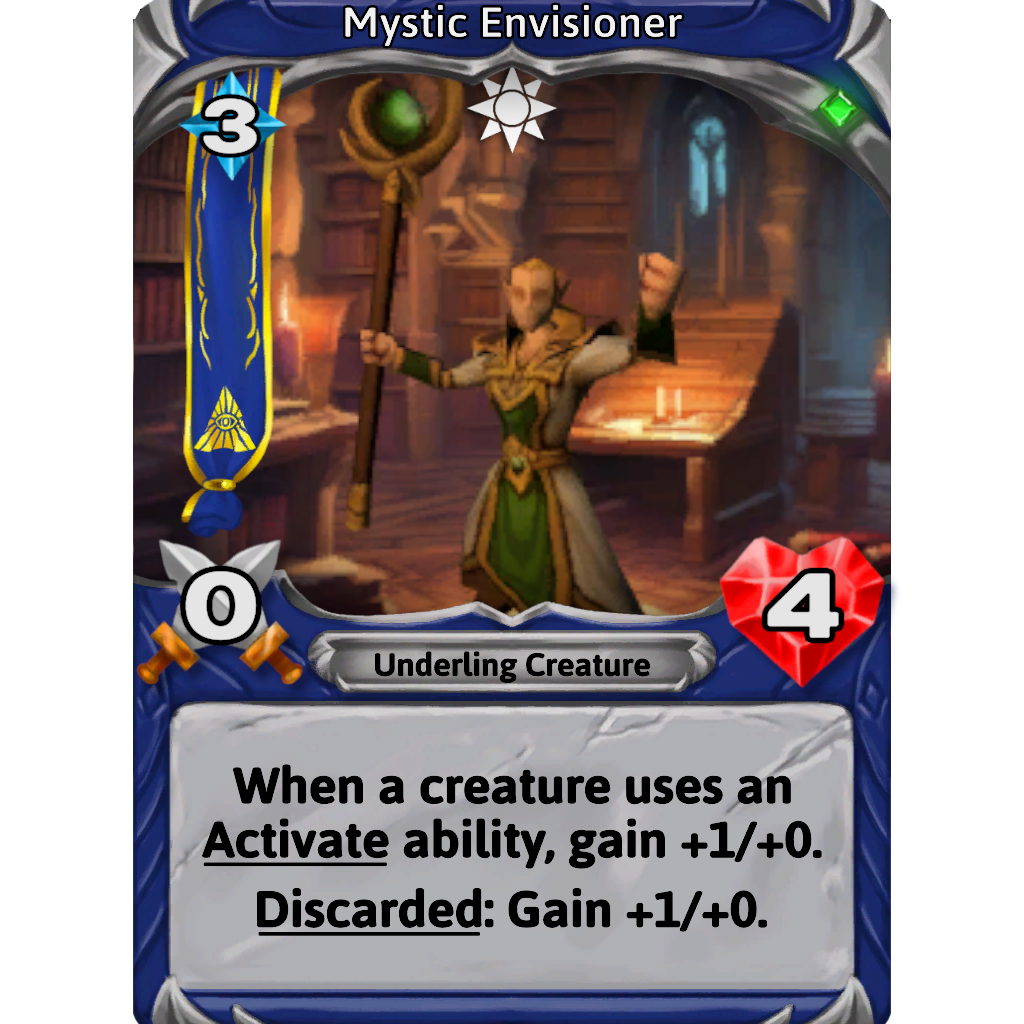 Mystic Envisioner
3
0
4
Underling Creature
When a creature uses an
Activate ability, gain +1/+0.
Discarded: Gain +1/+0.